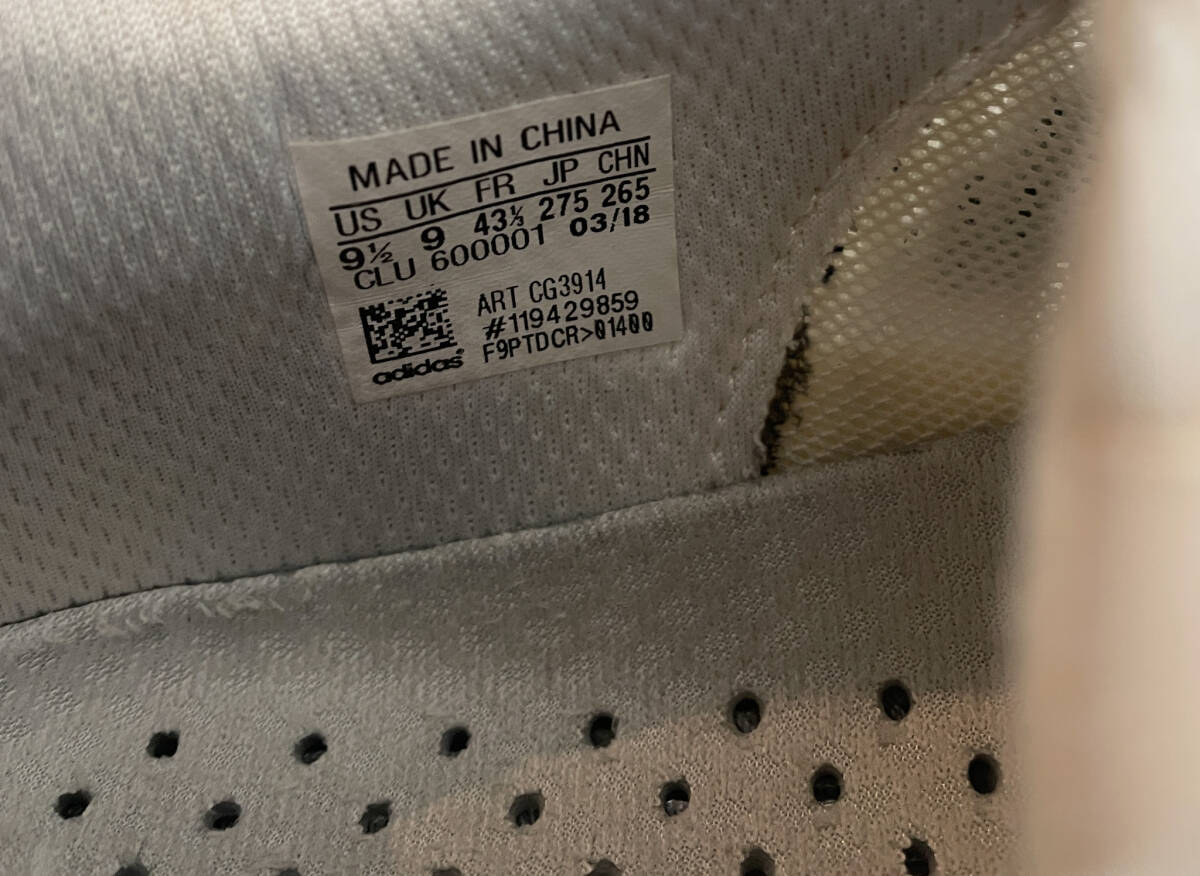 MADE IN CHINA
US UK FR JP CHN
9½ 9 43⅓ 275 265
CLU 600001 03/18
ART CG3914
#119429859
F9PTDCR>01400
adidas